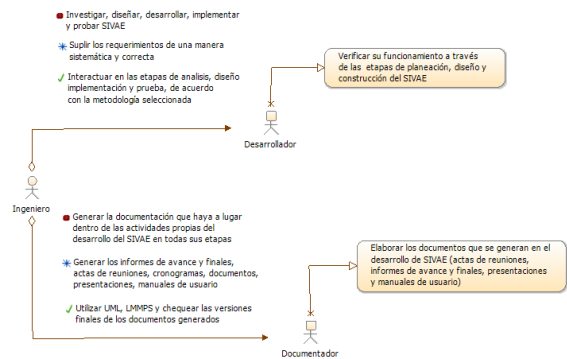 Investigar, diseñar, desarrollar, implementar
y probar SIVAE
Suplir los requerimientos de una manera
sistemática y correcta
Interactuar en las etapas de analisis, diseño
implementación y prueba, de acuerdo
con la metodología seleccionada
Verificar su funcionamiento a través
de las etapas de planeación, diseño y
construcción del SIVAE
Desarrollador
Ingeniero
Generar la documentación que haya a lugar
dentro de las actividades propias del
desarrollo del SIVAE en todas sus etapas
Generar los informes de avance y finales,
actas de reuniones, cronogramas, documentos,
presentaciones, manuales de usuario
Utilizar UML, LMMPS y chequear las versiones
finales de los documentos generados
Elaborar los documentos que se generan en el
desarrollo de SIVAE (actas de reuniones,
informes de avance y finales, presentaciones
y manuales de usuario)
Documentador